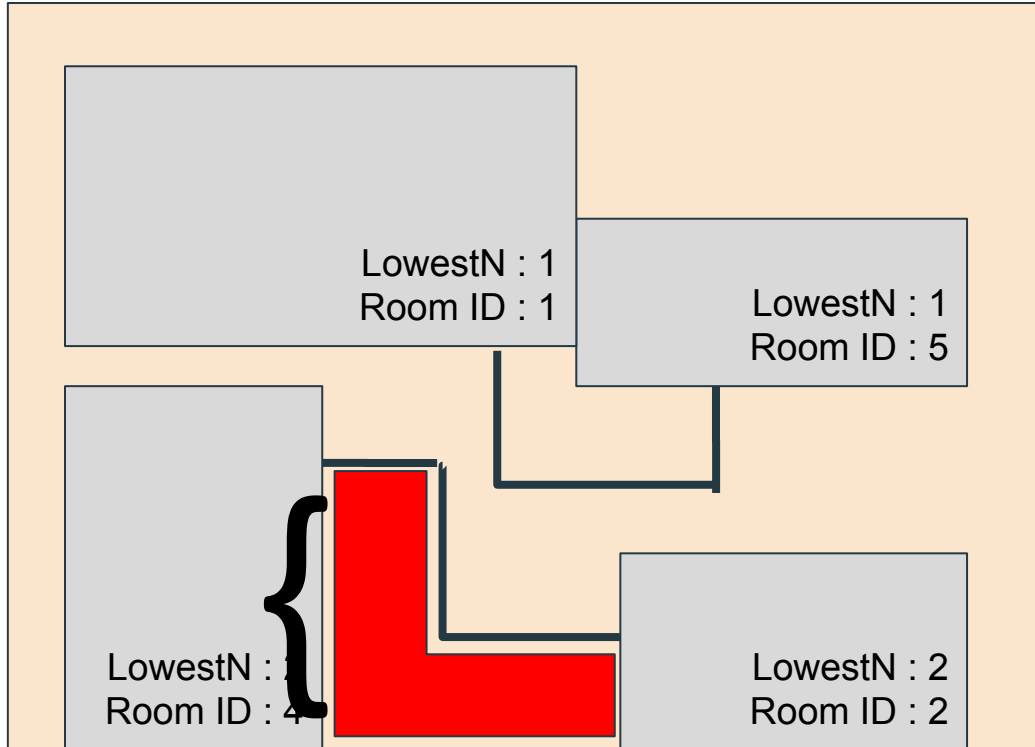 LowestN : 1
Room ID : 1
LowestN : 1
Room ID : 5
{
LowestN :
Room ID : 4
LowestN : 2
Room ID : 2